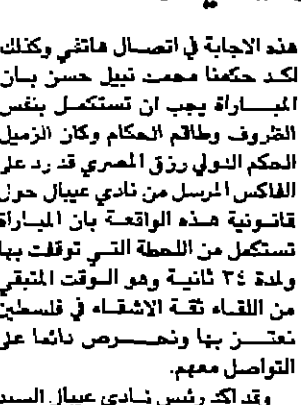 هذه الاجابة في اتصال هاتفي وكذلك
اكد حكمنا محمد نبيل حسن بان
المباراة يجب ان تستكمل بنفس
الظروف وطاقم الحكام وكان الزميل
الحكم الدولي رزق المصري قد رد على
الفاكس المرسل من نادي عيبال حول
قانونية هذه الواقعة بان المباراة
تستكمل من اللحظة التي توقفت بها
ولمدة ٣٤ ثانية وهو الوقت المتبقي
من اللقاء ثقة الاشقاء في فلسطين
نعتز بها ونحرص دائما على
التواصل معهم.
وقد اكد رئيس نادي عيبال السيد